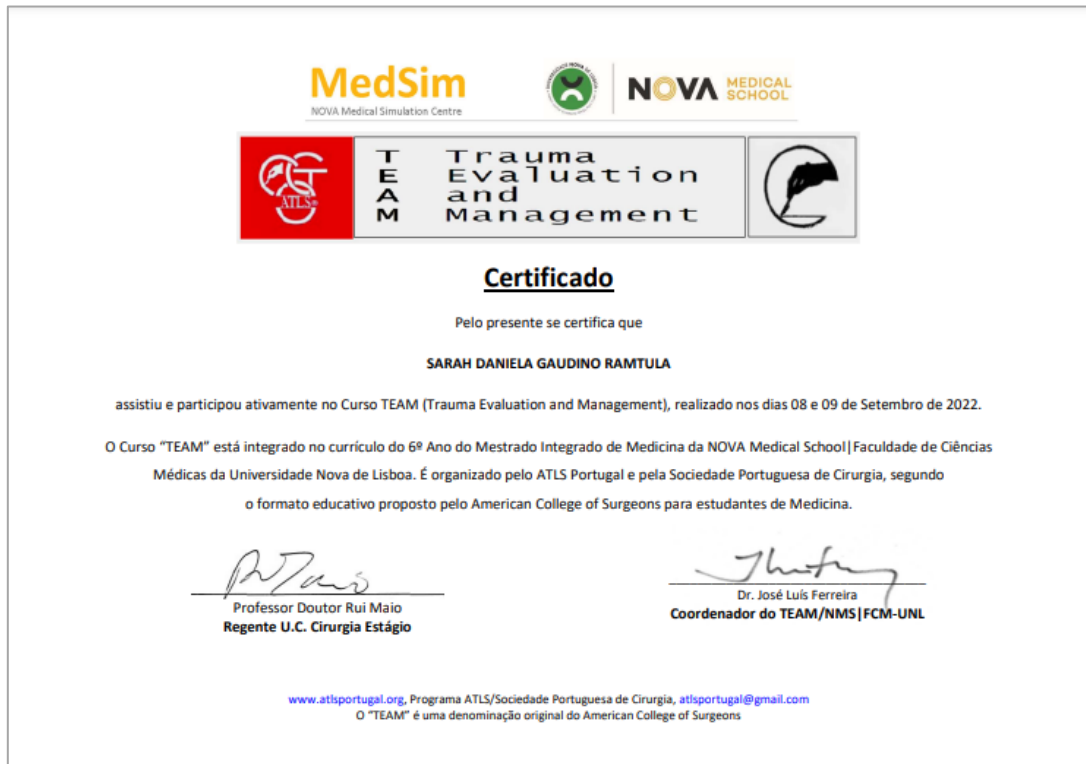 MedSim
NOVA Medical Simulation Centre
NOVA MEDICAL SCHOOL
ATLS®
T Trauma
E Evaluation
A and
M Management
Certificado
Pelo presente se certifica que
SARAH DANIELA GAUDINO RAMTULA
assistiu e participou ativamente no Curso TEAM (Trauma Evaluation and Management), realizado nos dias 08 e 09 de Setembro de 2022.
O Curso “TEAM” está integrado no currículo do 6º Ano do Mestrado Integrado de Medicina da NOVA Medical School|Faculdade de Ciências
Médicas da Universidade Nova de Lisboa. É organizado pelo ATLS Portugal e pela Sociedade Portuguesa de Cirurgia, segundo
o formato educativo proposto pelo American College of Surgeons para estudantes de Medicina.
Professor Doutor Rui Maio
Regente U.C. Cirurgia Estágio
Dr. José Luís Ferreira
Coordenador do TEAM/NMS|FCM-UNL
www.atlsportugal.org, Programa ATLS/Sociedade Portuguesa de Cirurgia, atlsportugal@gmail.com
O “TEAM” é uma denominação original do American College of Surgeons